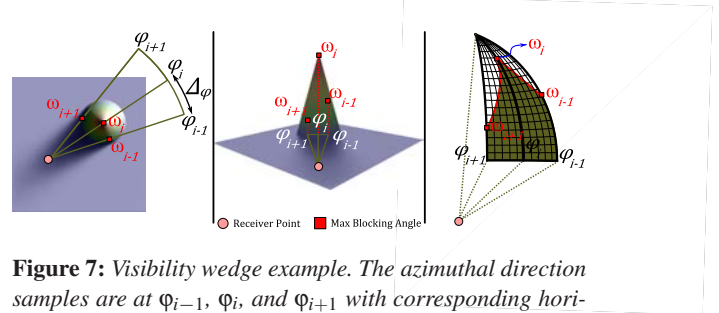 φi+1
φi
Δφ
φi-1
ωi+1
ωi
ωi-1
ωi
ωi+1
ωi-1
φi
φi+1
φi-1
ωi
ωi-1
φi+1
φ
φi-1
Receiver Point
Max Blocking Angle
Figure 7: Visibility wedge example. The azimuthal direction
samples are at φi−1, φi, and φi+1 with corresponding hori-